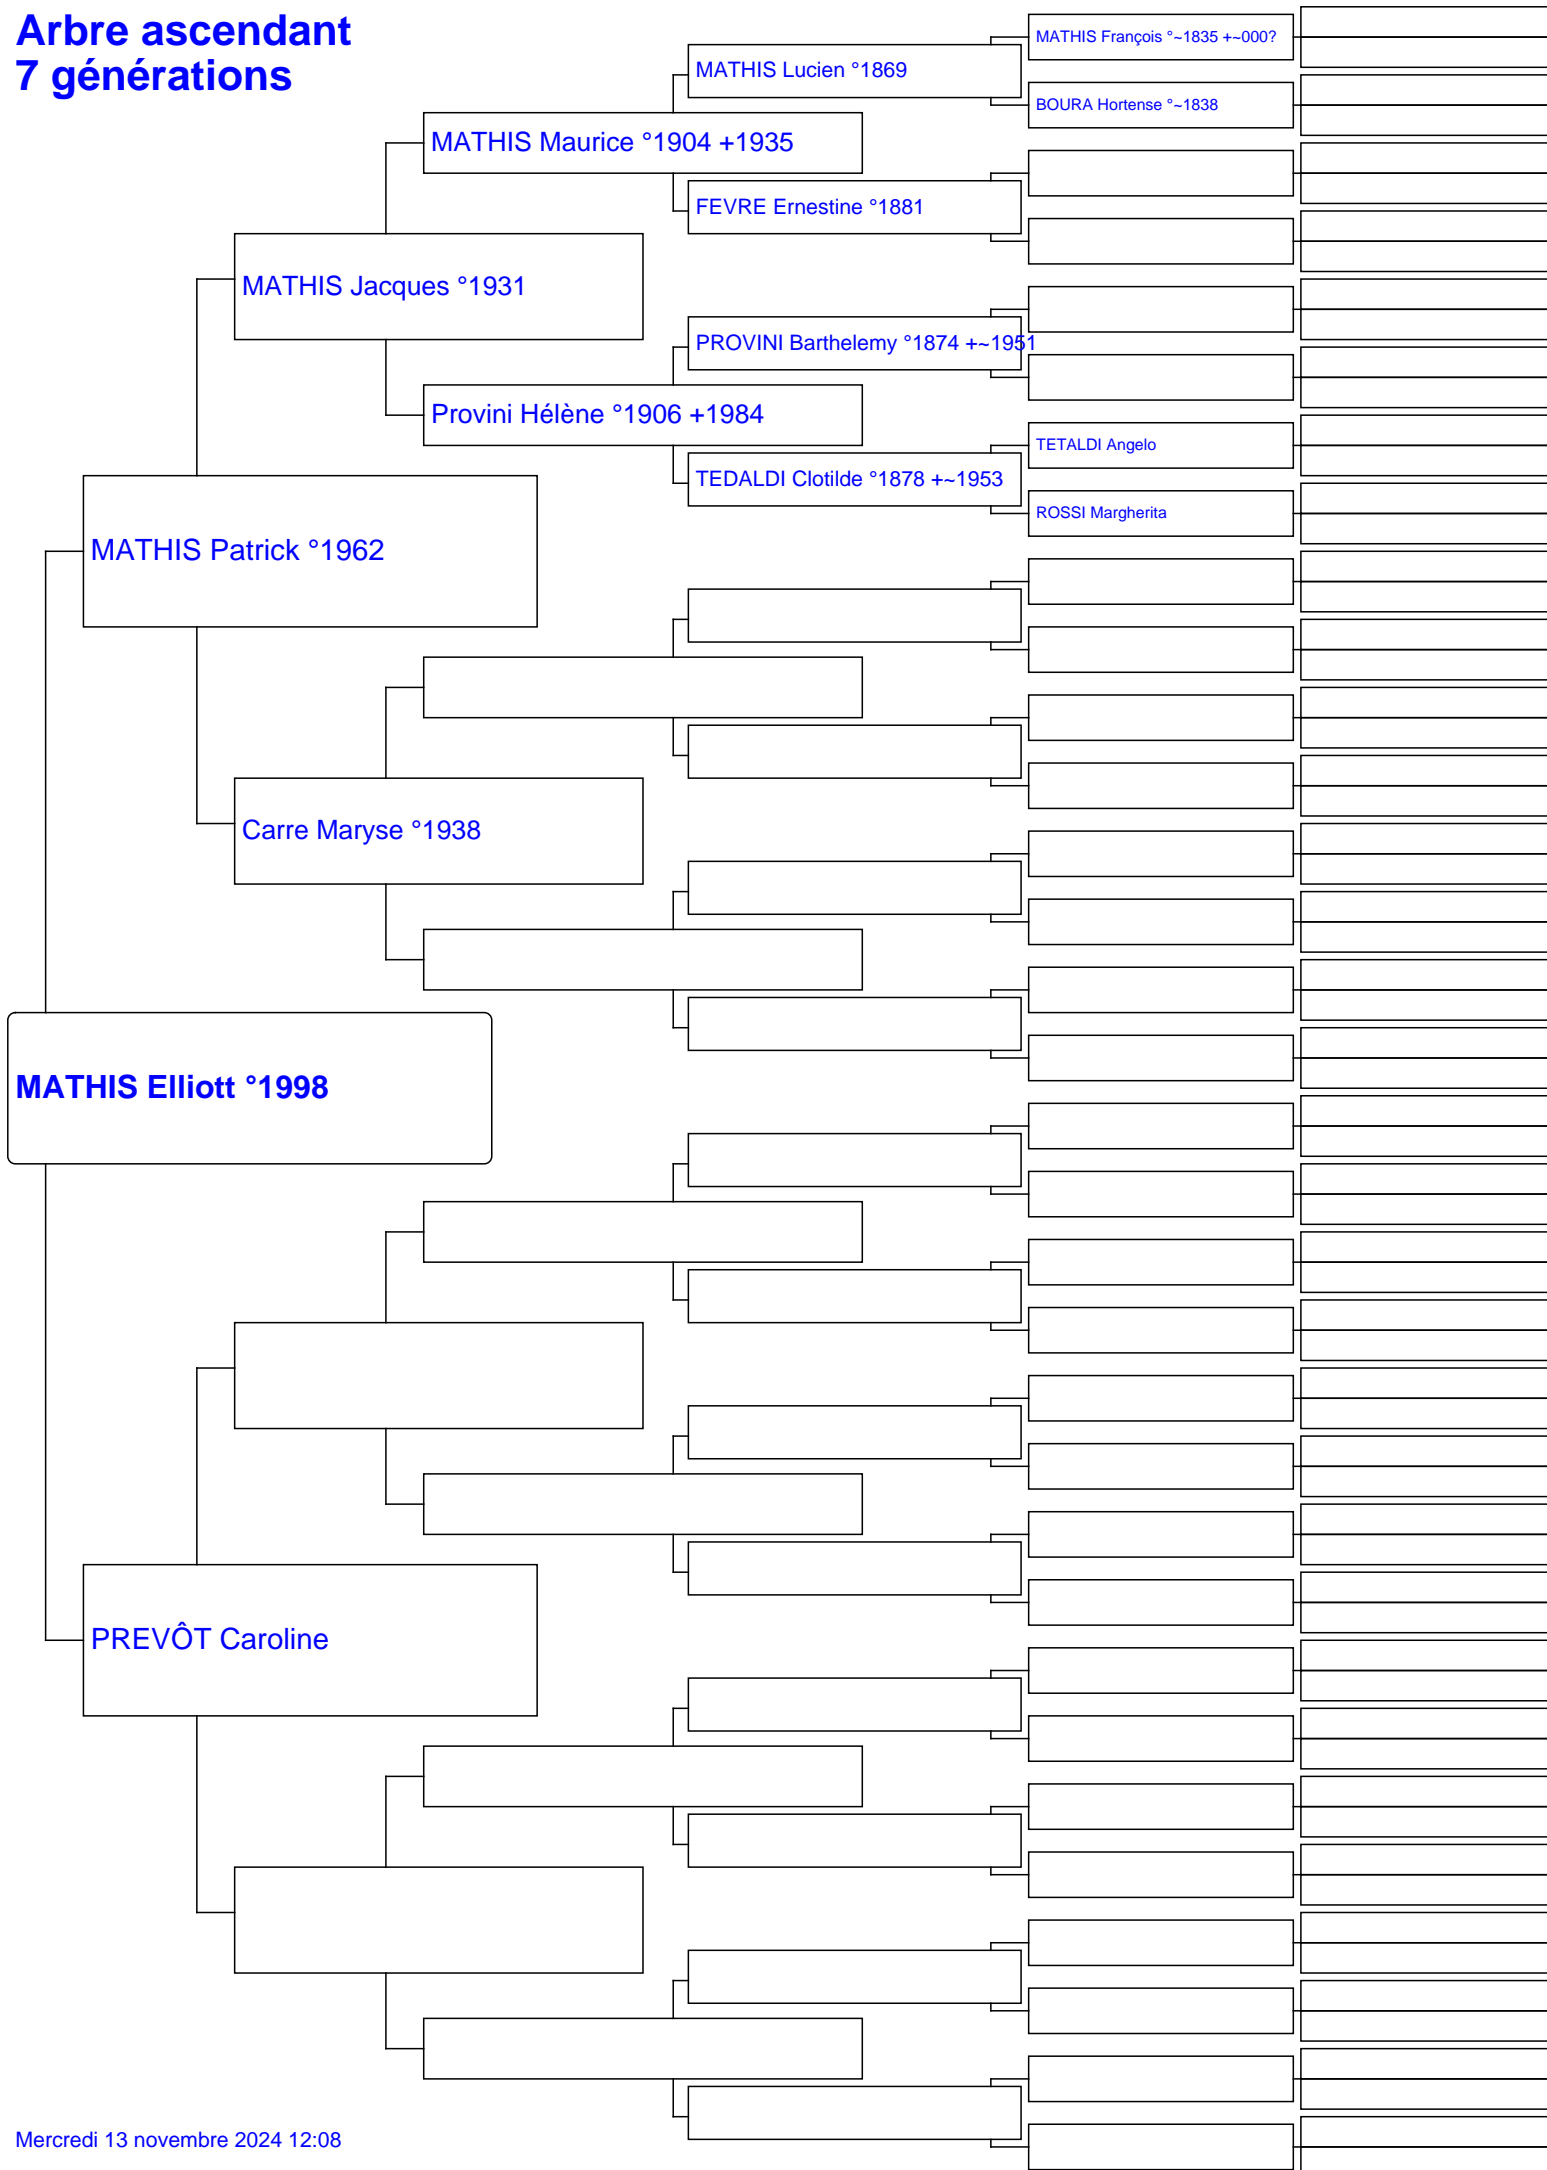 Arbre ascendant
7 générations
MATHIS François °~1835 +~000?
MATHIS Lucien °1869
BOURA Hortense °~1838
MATHIS Maurice °1904 +1935
FEVRE Ernestine °1881
MATHIS Jacques °1931
PROVINI Barthelemy °1874 +~1951
Provini Hélène °1906 +1984
TETALDI Angelo
TEDALDI Clotilde °1878 +~1953
ROSSI Margherita
MATHIS Patrick °1962
Carre Maryse °1938
MATHIS Elliott °1998
PREVÔT Caroline
Mercredi 13 novembre 2024 12:08